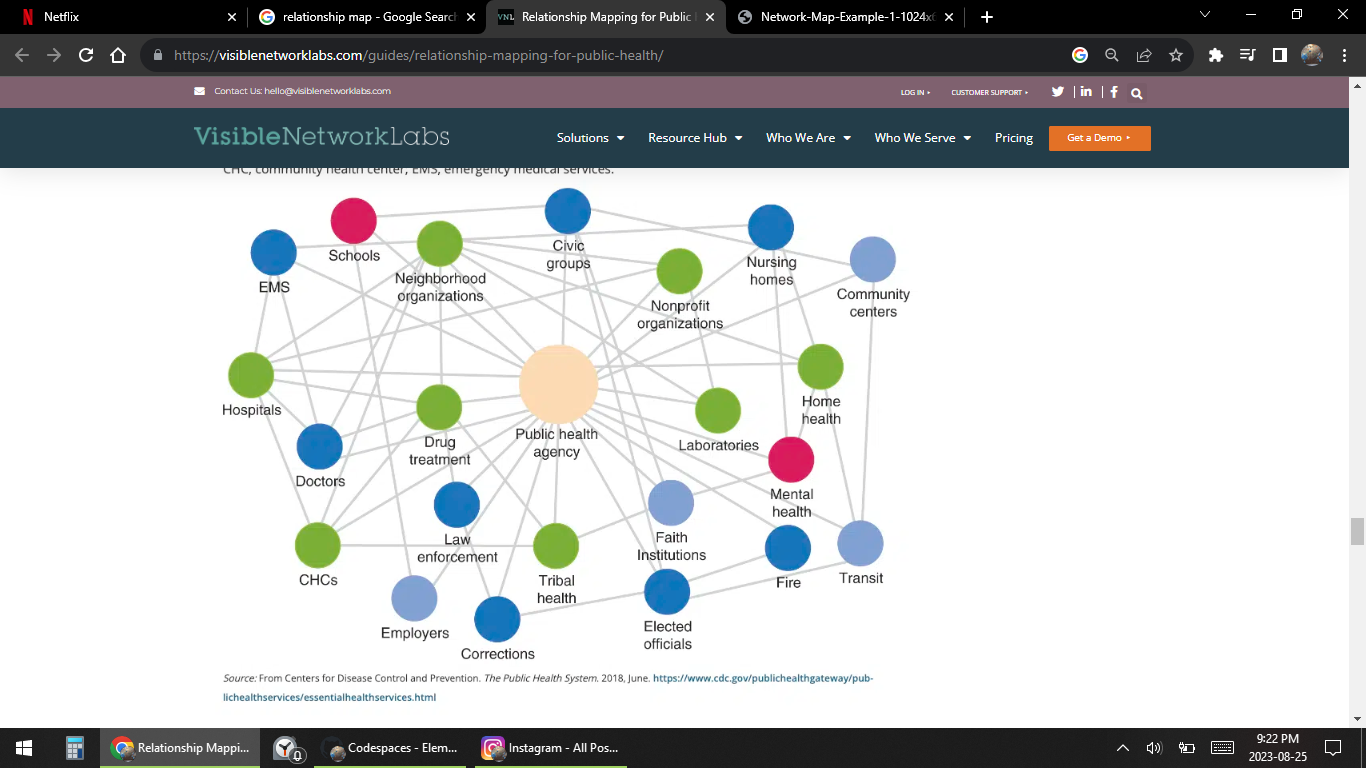 Netflix
relationship map - Google Search
Relationship Mapping for Public
Network-Map-Example-1-1024x
https://visiblenetworklabs.com/guides/relationship-mapping-for-public-health/
Contact Us: hello@visiblenetworklabs.com
LOG IN
CUSTOMER SUPPORT
VisibleNetworkLabs
Solutions
Resource Hub
Who We Are
Who We Serve
Pricing
Get a Demo
CHC, community health center, EMS, emergency medical services.
Schools
Civic
groups
EMS
Neighborhood
organizations
Nursing
homes
Nonprofit
organizations
Community
centers
Hospitals
Drug
treatment
Public health
agency
Laboratories
Home
health
Doctors
Mental
health
Law
enforcement
Faith
Institutions
CHCs
Tribal
health
Fire
Transit
Employers
Corrections
Elected
officials
Source: From Centers for Disease Control and Prevention. The Public Health System. 2018, June. https://www.cdc.gov/publichealthgateway/pub-
lichealthservices/essentialhealthservices.html
Relationship Mappi...
Codespaces - Elem...
Instagram - All Pos...
9:22 PM
2023-08-25